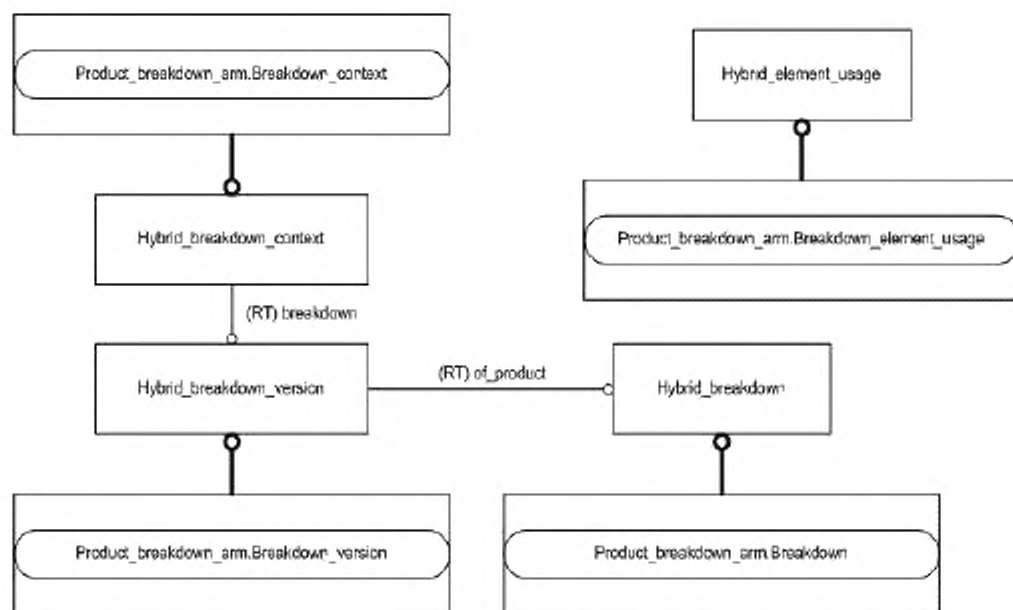 Product_breakdown_arm.Breakdown_context
Hybrid_element_usage
Hybrid_breakdown_context
Product_breakdown_arm.Breakdown_element_usage
(RT) breakdown
Hybrid_breakdown_version
(RT) of_product
Hybrid_breakdown
Product_breakdown_arm.Breakdown_version
Product_breakdown_arm.Breakdown